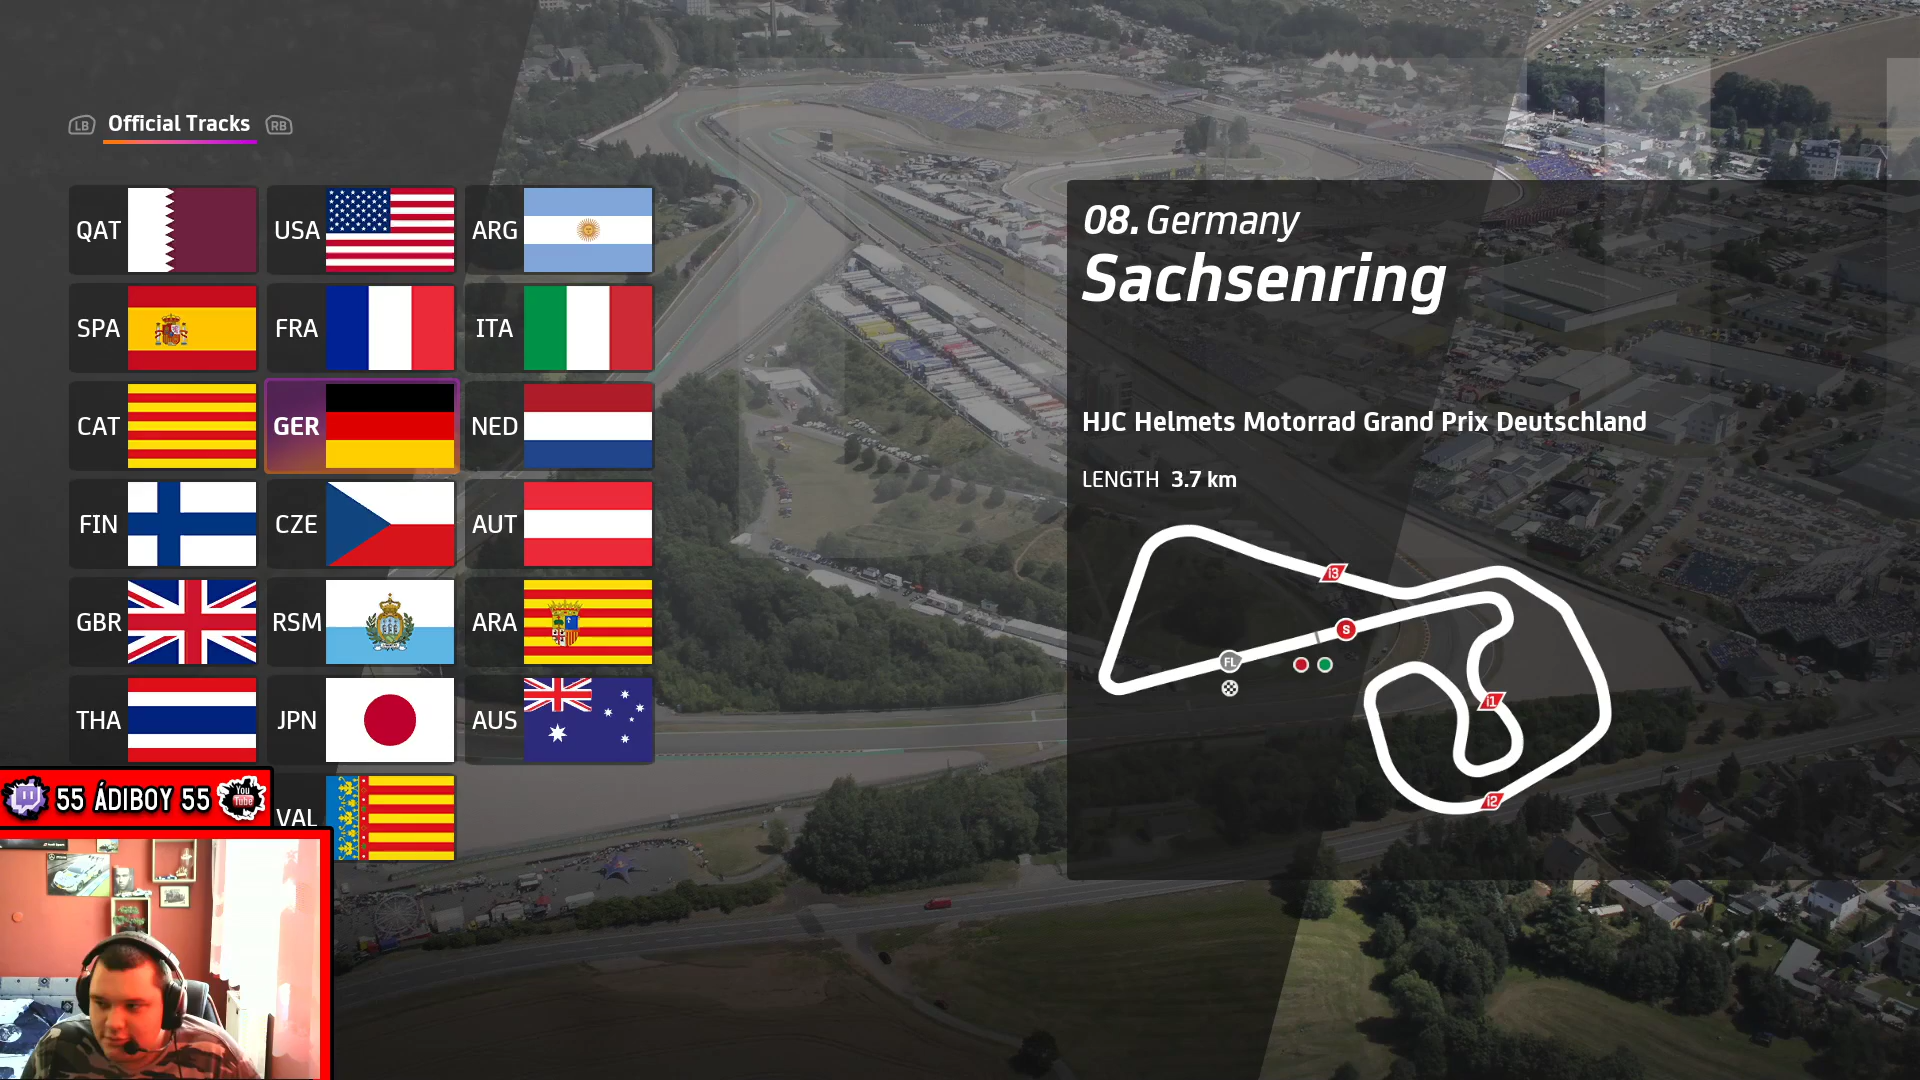 LB Official Tracks RB
QAT USA ARG
SPA FRA ITA
CAT GER NED
FIN CZE AUT
GBR RSM ARA
THA JPN AUS
VAL
55 ÁDIBOY 55
You
Tube
08. Germany
Sachsenring
HJC Helmets Motorrad Grand Prix Deutschland
LENGTH 3.7 km
i3
S
FL
i1
i2